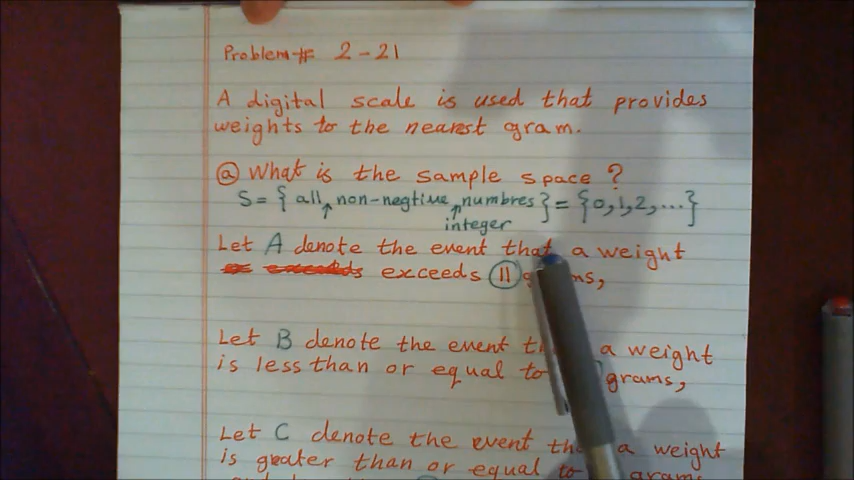 Problem# 2-21
A digital scale is used that provides
weights to the nearest gram.
ⓐ What is the sample space ?
S = { all non-negtive numbres } = {0,1,2,...}
integer
Let A denote the event that a weight
exceeds 11
Let B denote the event a weight
is less than or equal to grams,
Let C denote the event a weight
is greater than or equal to grams